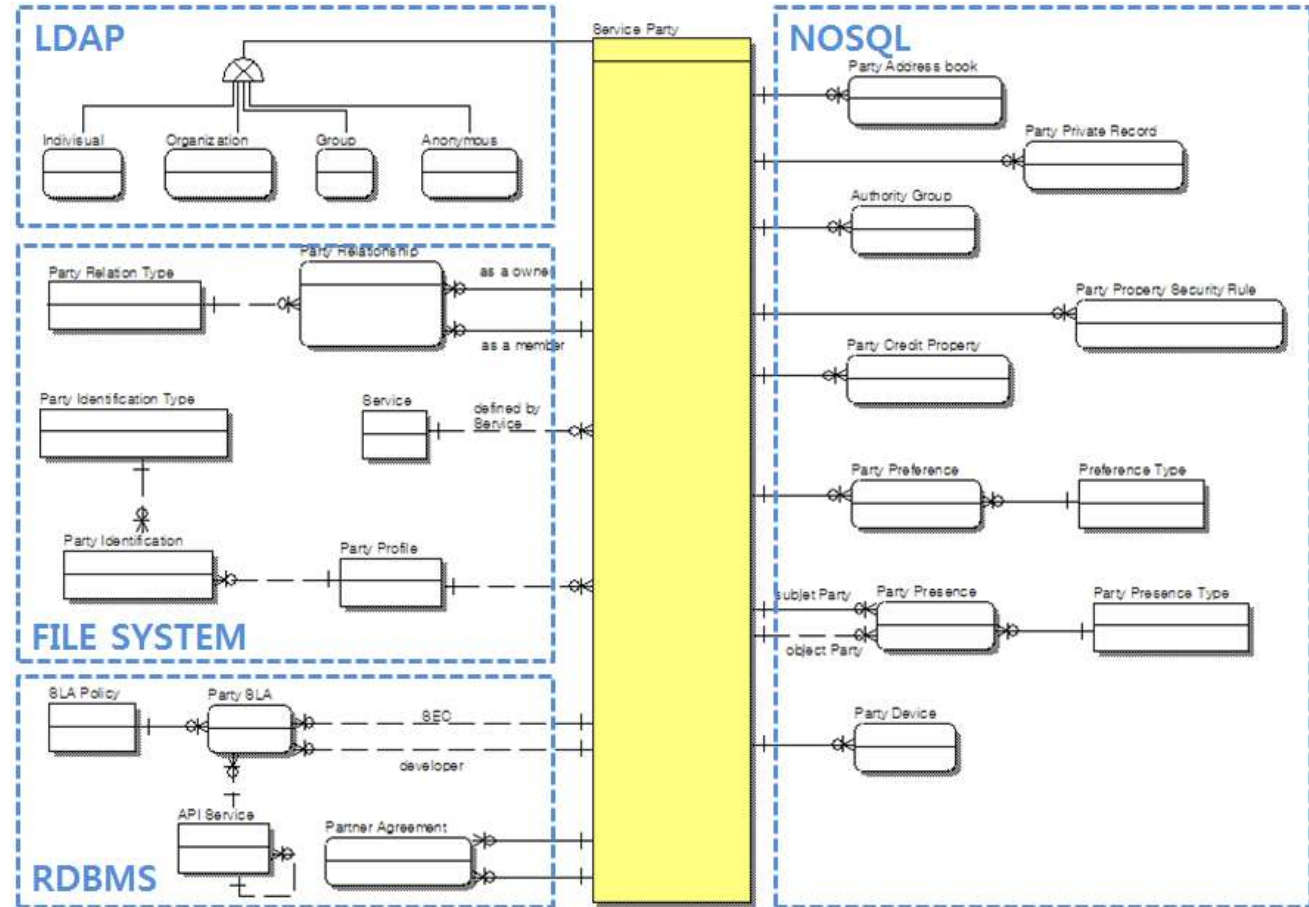 LDAP
Service Party
NOSQL
Indivisual
Organization
Group
Anonymous
Party Address book
Party Private Record
Authority Group
Party Property Security Rule
Party Credit Property
Party Preference
Preference Type
subjet Party
Party Presence
Party Presence Type
object Party
Party Device
Party Relation Type
Party Relationship
as a owner
as a member
Party Identification Type
Service
defined by
Service
Party Identification
Party Profile
FILE SYSTEM
SLA Policy
Party SLA
SEC
developer
API Service
Partner Agreement
RDBMS